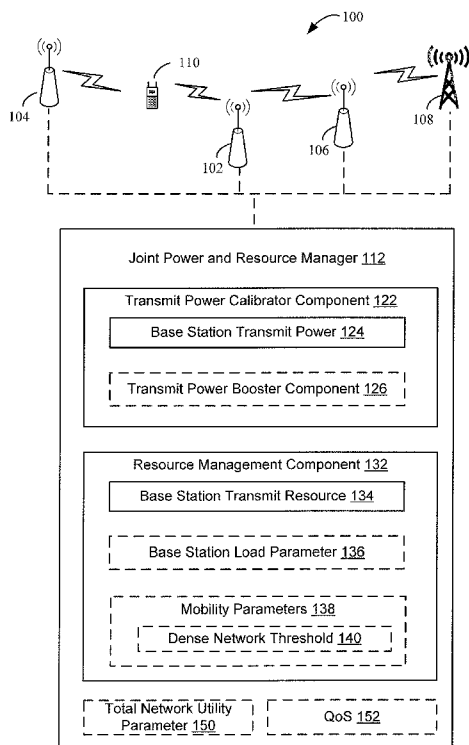 100
110
104
102
106
108
Joint Power and Resource Manager 112
Transmit Power Calibrator Component 122
Base Station Transmit Power 124
Transmit Power Booster Component 126
Resource Management Component 132
Base Station Transmit Resource 134
Base Station Load Parameter 136
Mobility Parameters 138
Dense Network Threshold 140
Total Network Utility
Parameter 150
QoS 152